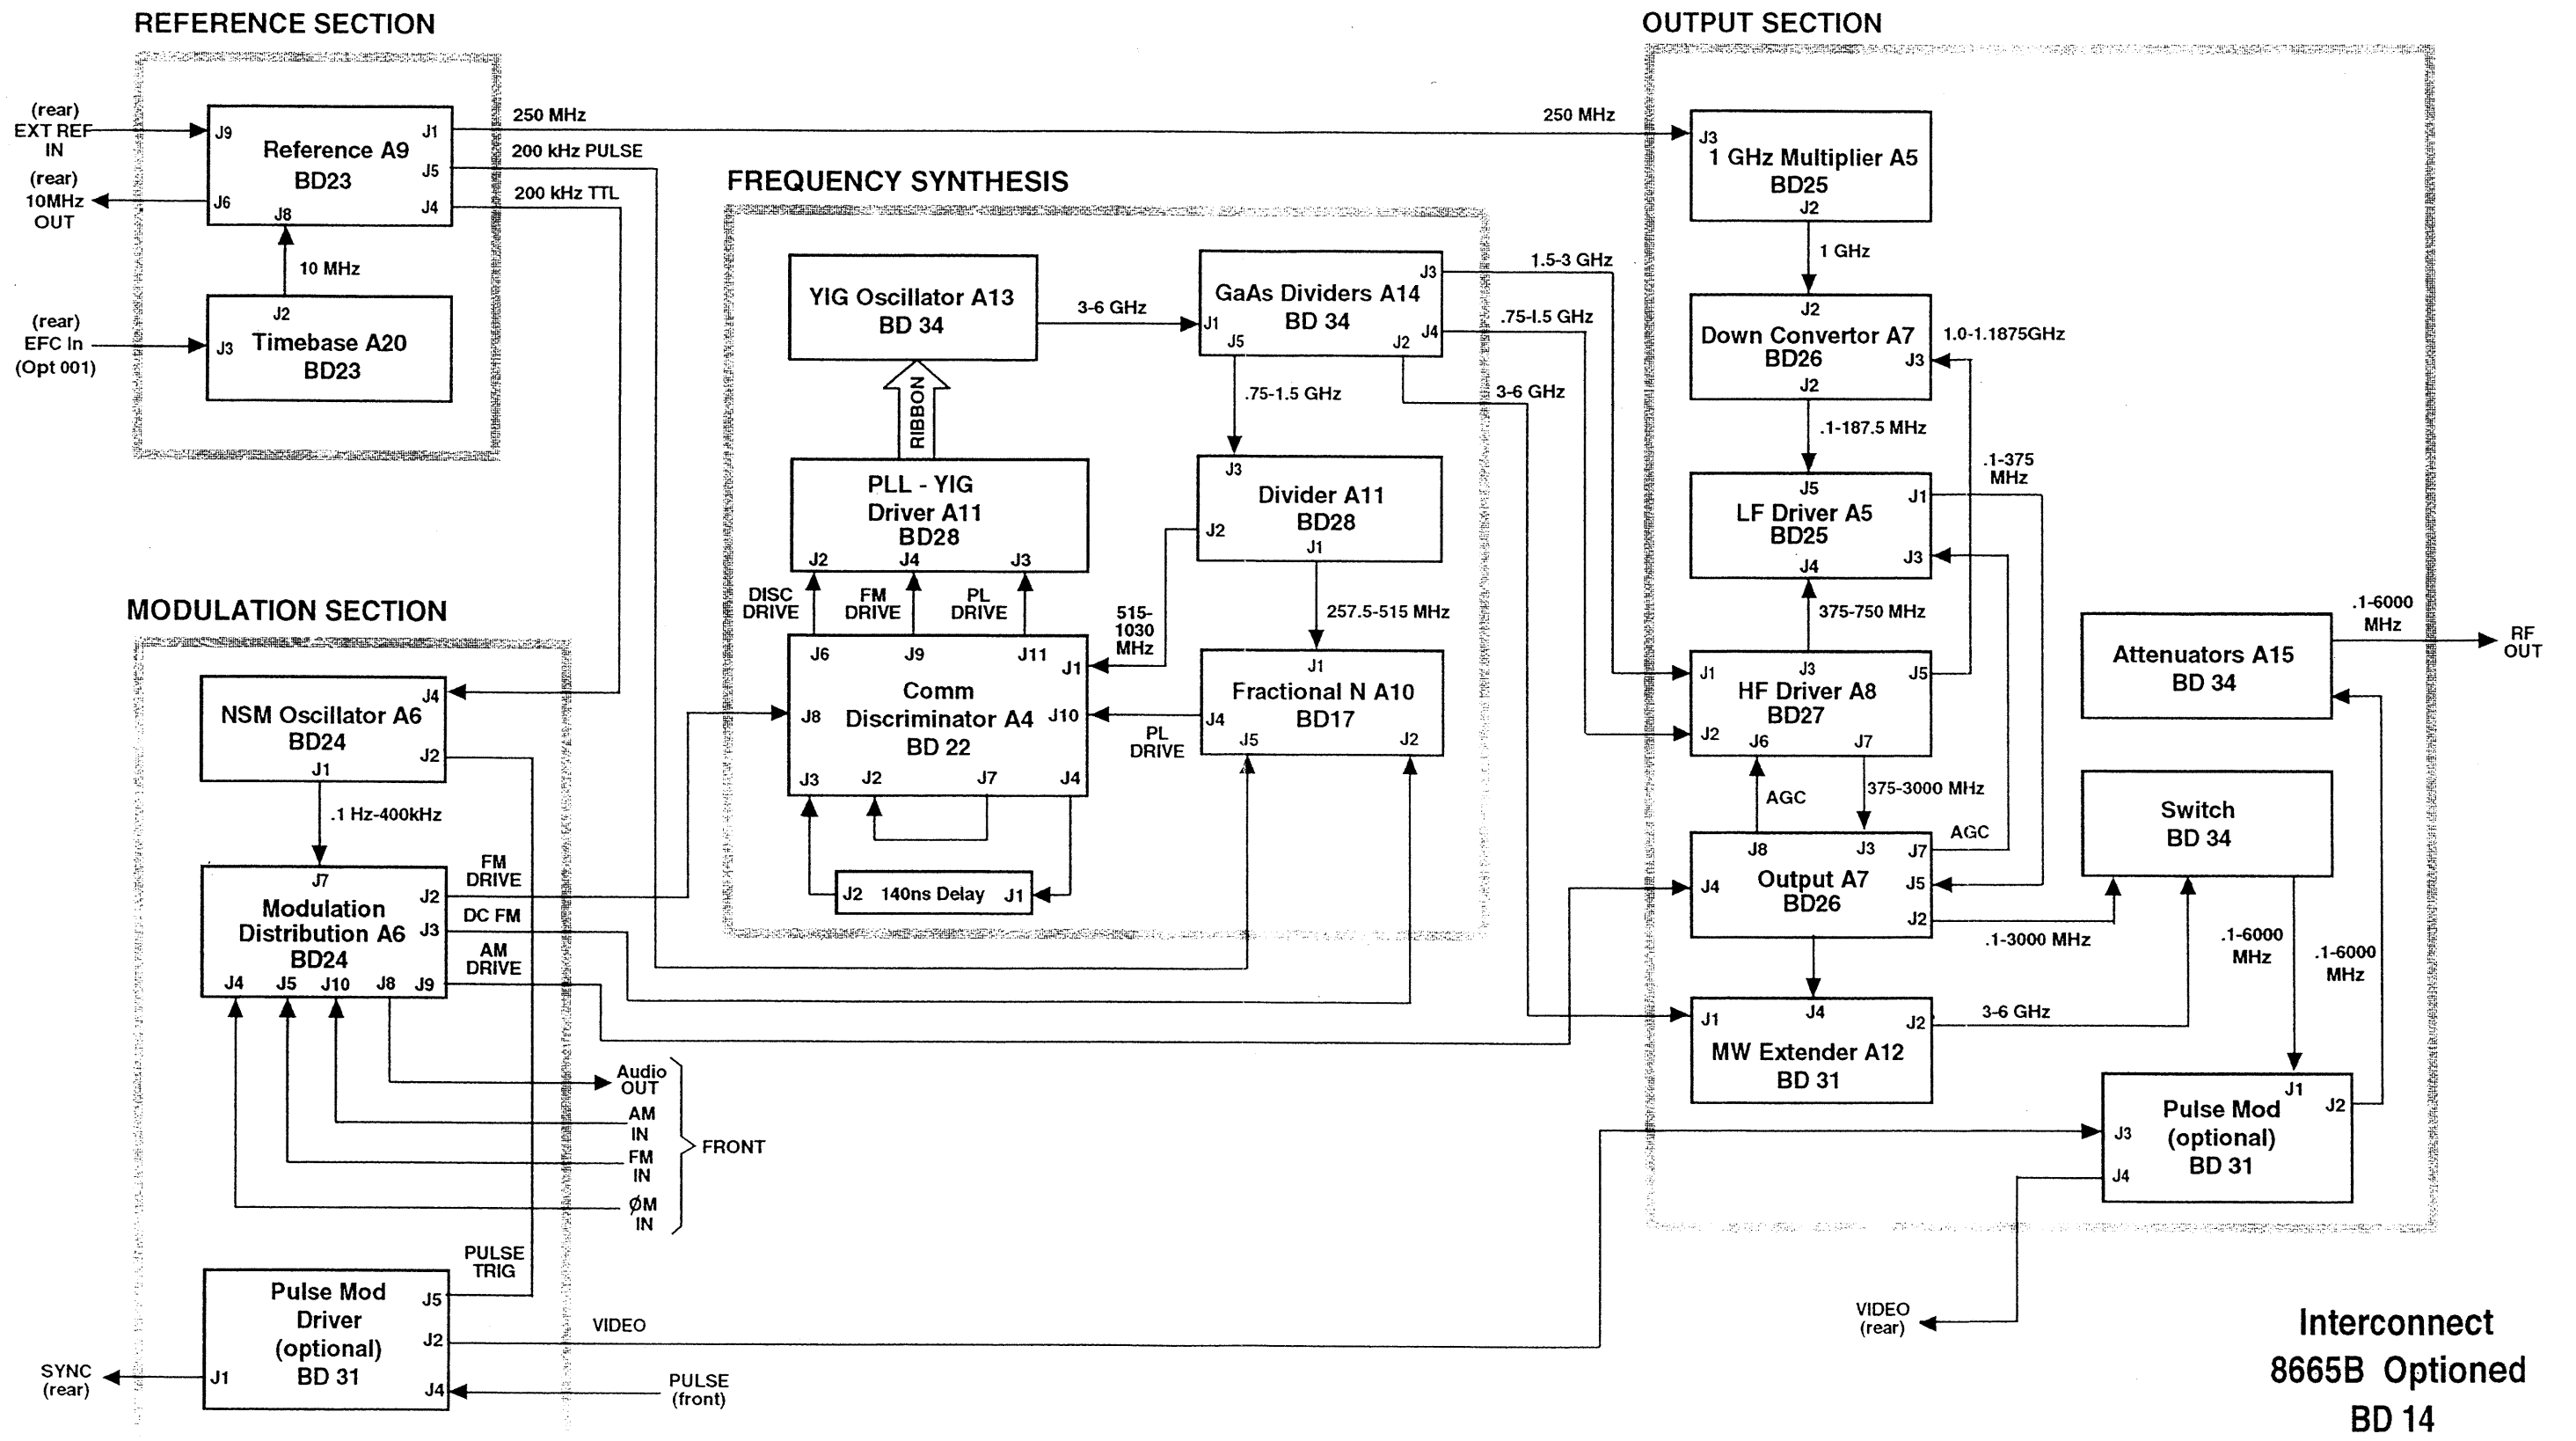 REFERENCE SECTION
(rear)
EXT REF
IN
(rear)
10MHz
OUT
J9
J1
Reference A9
BD23
J5
J6
J8
J4
250 MHz
200 kHz PULSE
200 kHz TTL
10 MHz
(rear)
EFC In
(Opt 001)
J2
J3
Timebase A20
BD23
MODULATION SECTION
J4
NSM Oscillator A6
BD24
J2
J1
.1 Hz-400kHz
J7
J2
Modulation
Distribution A6
BD24
J3
J4
J5
J10
J8
J9
FM
DRIVE
DC FM
AM
DRIVE
Audio
OUT
AM
IN
FM
IN
ØM
IN
FRONT
PULSE
TRIG
Pulse Mod
Driver
(optional)
BD 31
J5
J2
J1
J4
VIDEO
SYNC
(rear)
PULSE
(front)
FREQUENCY SYNTHESIS
YIG Oscillator A13
BD 34
3-6 GHz
RIBBON
J3
GaAs Dividers A14
BD 34
J1
J4
J5
J2
.75-1.5 GHz
PLL - YIG
Driver A11
BD28
J2
J4
J3
DISC
DRIVE
FM
DRIVE
PL
DRIVE
J3
Divider A11
BD28
J2
J1
515-
1030
MHz
257.5-515 MHz
J6
J9
J11
J1
Comm
Discriminator A4
BD 22
J8
J10
J3
J2
J7
J4
PL
DRIVE
J1
Fractional N A10
BD17
J4
J5
J2
J2
140ns Delay
J1
1.5-3 GHz
.75-I.5 GHz
3-6 GHz
OUTPUT SECTION
250 MHz
J3
1 GHz Multiplier A5
BD25
J2
1 GHz
J2
Down Convertor A7
BD26
J3
J2
1.0-1.1875GHz
.1-187.5 MHz
.1-375
MHz
J5
J1
LF Driver A5
BD25
J3
J4
375-750 MHz
J1
J3
J5
HF Driver A8
BD27
J2
J6
J7
AGC
375-3000 MHz
AGC
J8
J3
J7
J4
Output A7
BD26
J5
J2
.1-3000 MHz
J1
J4
J2
MW Extender A12
BD 31
3-6 GHz
Attenuators A15
BD 34
.1-6000
MHz
RF
OUT
Switch
BD 34
.1-6000
MHz
.1-6000
MHz
J1
J2
Pulse Mod
(optional)
BD 31
J3
J4
VIDEO
(rear)
Interconnect
8665B Optioned
BD 14